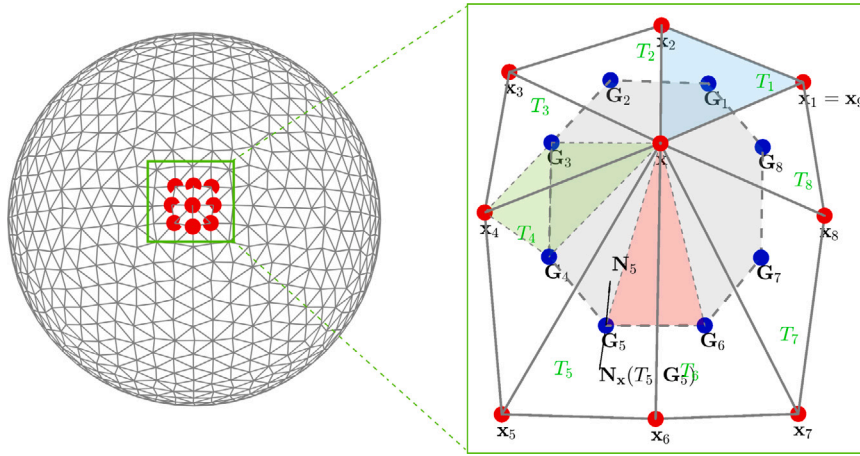 x₂
T₂
T₁
x₃
G₂
G₁
x₁ = x₉
T₃
G₃
x
G₈
T₈
x₄
T₄
x₈
G₄
N₅
G₇
G₅
G₆
T₇
T₅
Nₓ(T₅ G₅)
T₆
x₅
x₆
x₇